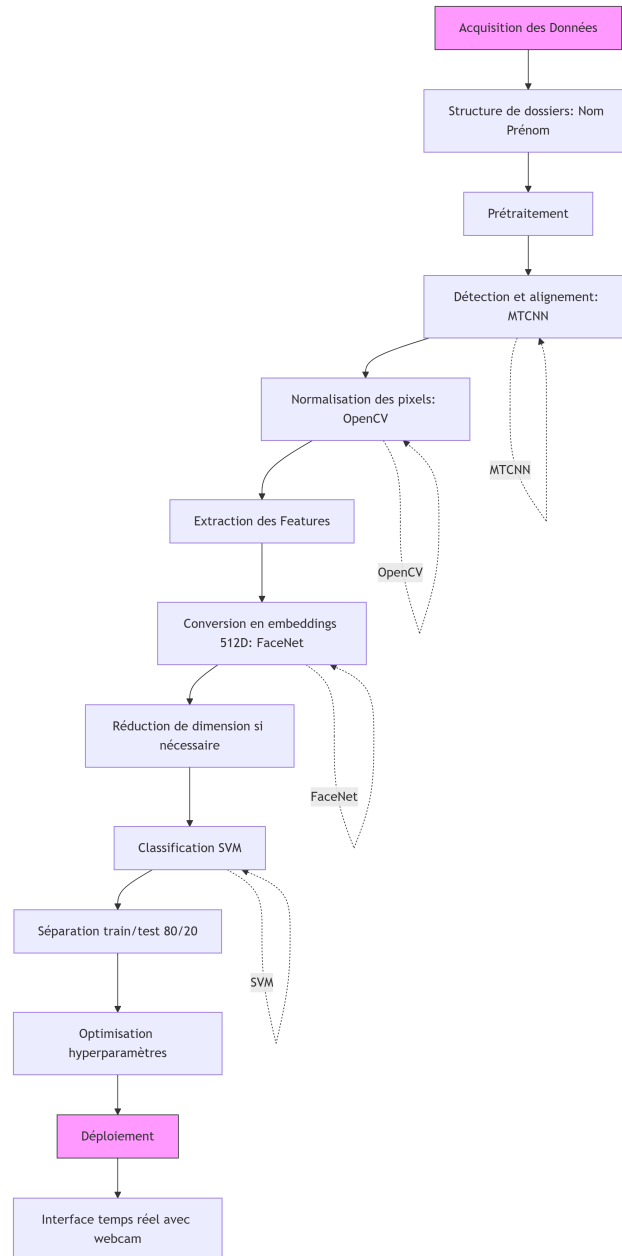 Acquisition des Données
Structure de dossiers: Nom
Prénom
Prétraitement
Détection et alignement:
MTCNN
Normalisation des pixels:
OpenCV
MTCNN
Extraction des Features
OpenCV
Conversion en embeddings
512D: FaceNet
Réduction de dimension si
nécessaire
FaceNet
Classification SVM
Séparation train/test 80/20
SVM
Optimisation
hyperparamètres
Déploiement
Interface temps réel avec
webcam